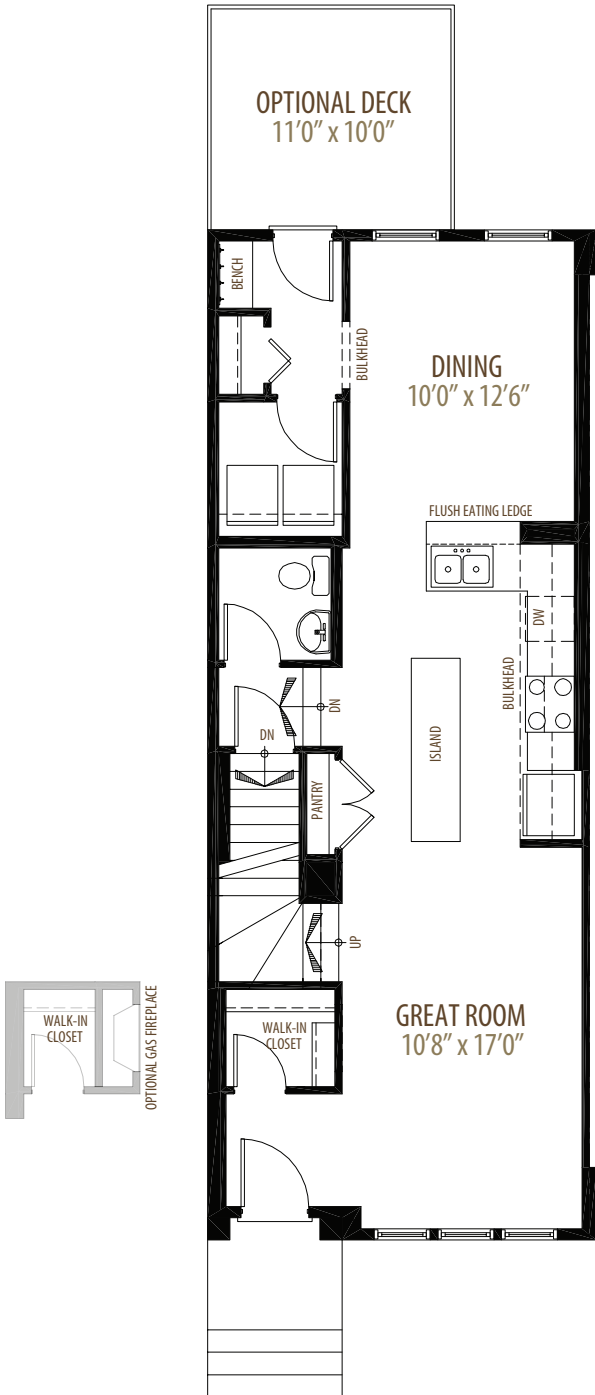 OPTIONAL DECK
11'0" x 10'0"
BENCH
BULKHEAD
DINING
10'0" x 12'6"
FLUSH EATING LEDGE
DW
BULKHEAD
ISLAND
DN
DN
PANTRY
UP
GREAT ROOM
10'8" x 17'0"
WALK-IN
CLOSET
WALK-IN
CLOSET
OPTIONAL GAS FIREPLACE